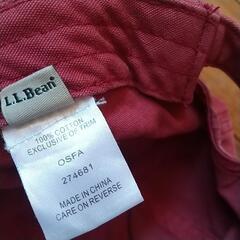 L.L.Bean®
100% COTTON
EXCLUSIVE OF TRIM
OSFA
274681
MADE IN CHINA
CARE ON REVERSE